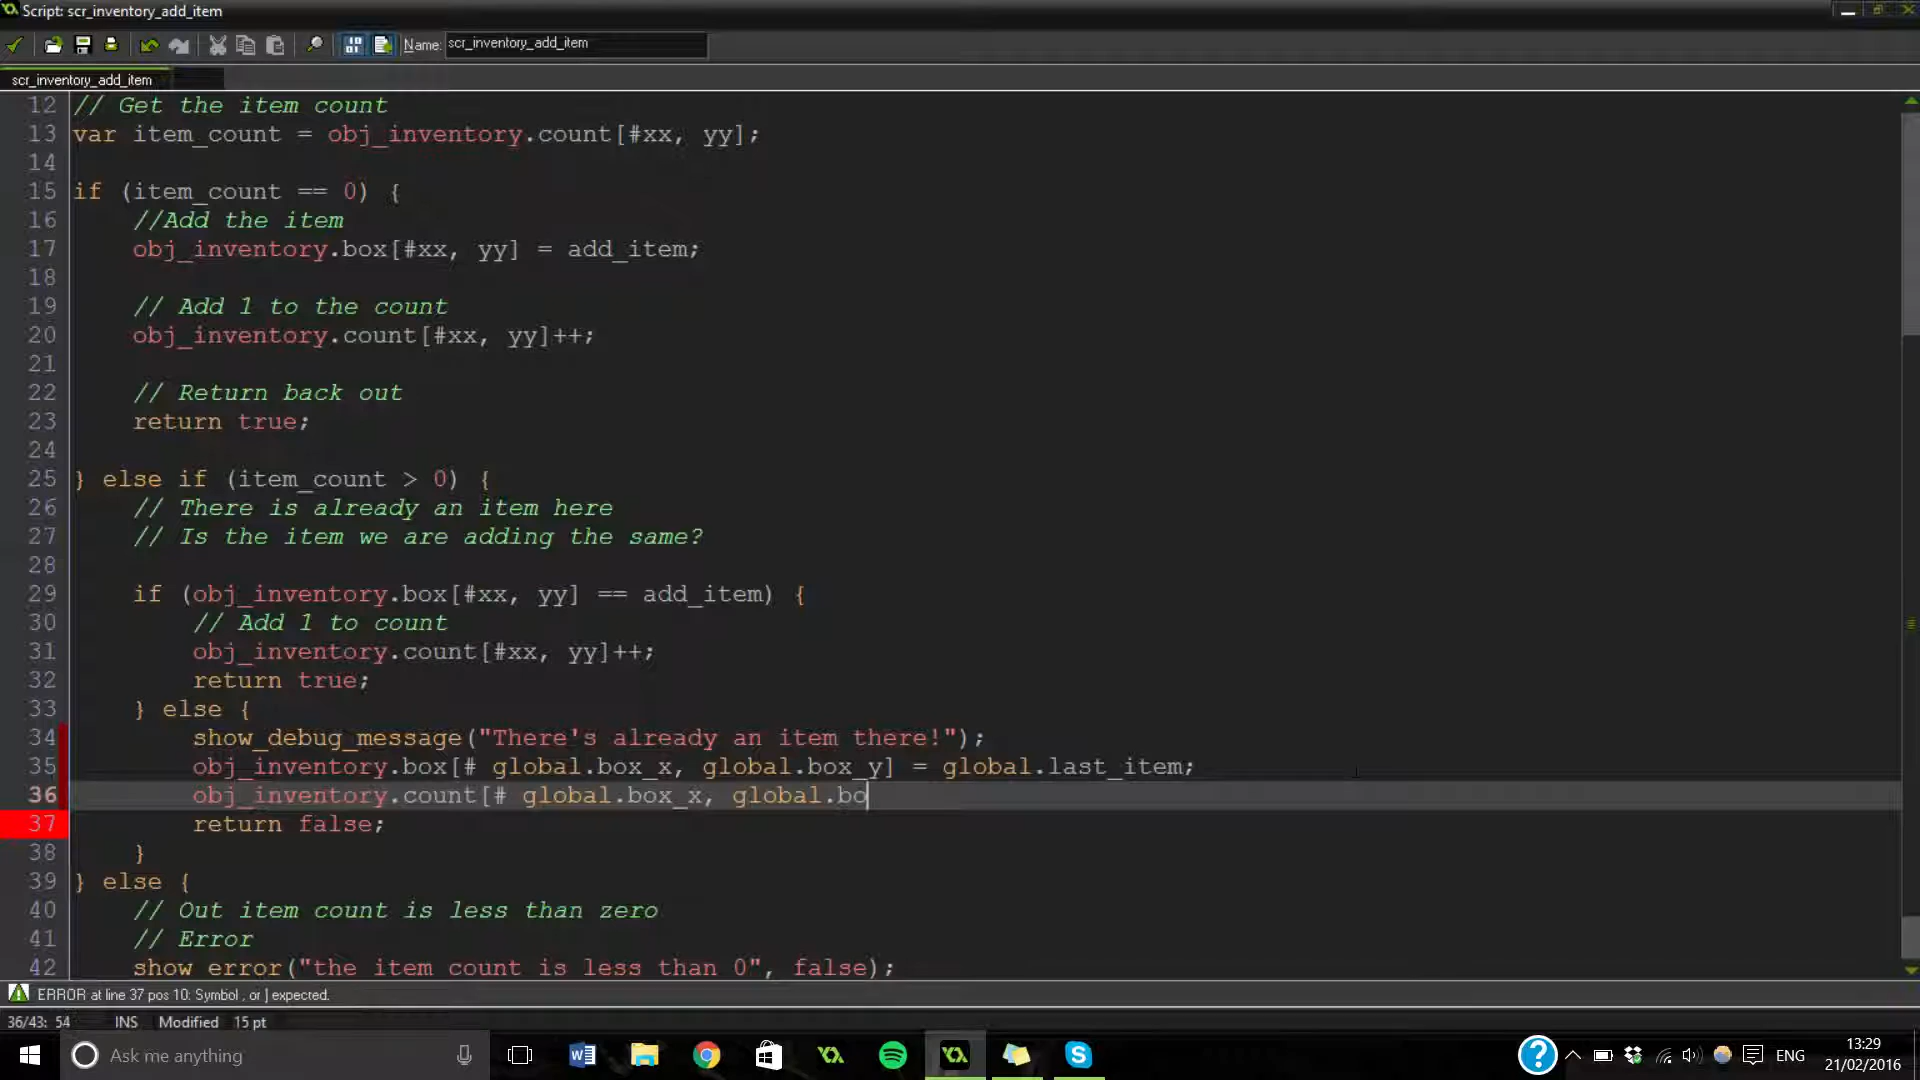 Script: scr_inventory_add_item
Name: scr_inventory_add_item
scr_inventory_add_item
12 // Get the item count
13 var item_count = obj_inventory.count[#xx, yy];
14
15 if (item_count == 0) {
16 //Add the item
17 obj_inventory.box[#xx, yy] = add_item;
18
19 // Add 1 to the count
20 obj_inventory.count[#xx, yy]++;
21
22 // Return back out
23 return true;
24
25 } else if (item_count > 0) {
26 // There is already an item here
27 // Is the item we are adding the same?
28
29 if (obj_inventory.box[#xx, yy] == add_item) {
30 // Add 1 to count
31 obj_inventory.count[#xx, yy]++;
32 return true;
33 } else {
34 show_debug_message("There's already an item there!");
35 obj_inventory.box[# global.box_x, global.box_y] = global.last_item;
36 obj_inventory.count[# global.box_x, global.bo
37 return false;
38 }
39 } else {
40 // Out item count is less than zero
41 // Error
42 show_error("the item count is less than 0", false);
ERROR at line 37 pos 10: Symbol , or ] expected.
36/43: 54 INS Modified 15 pt
Ask me anything
ENG
13:29
21/02/2016